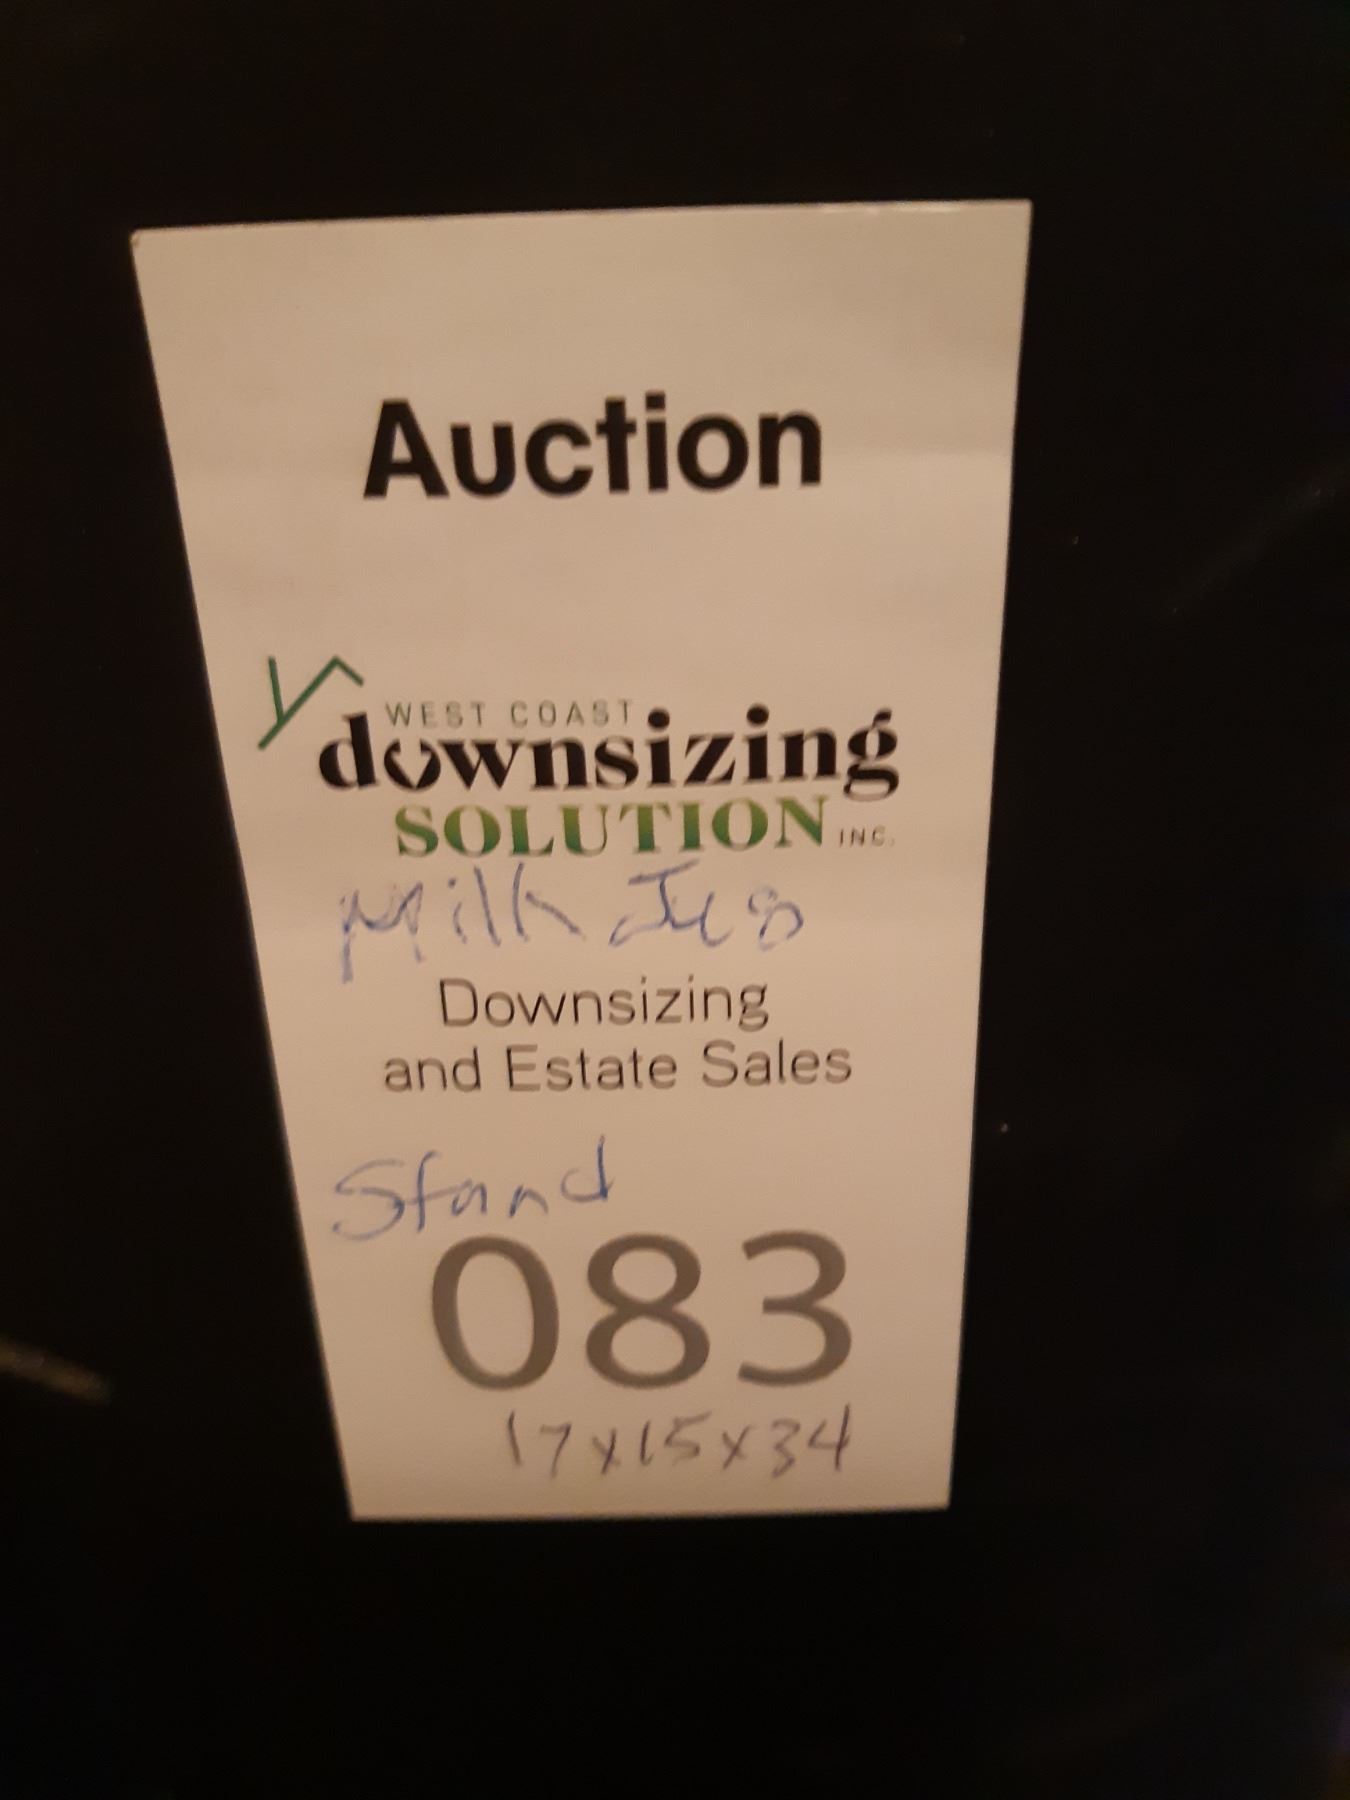 Auction
WEST COAST
downsizing
SOLUTION INC.
Milk Jug
Downsizing
and Estate Sales
Stand
083
17x15x34